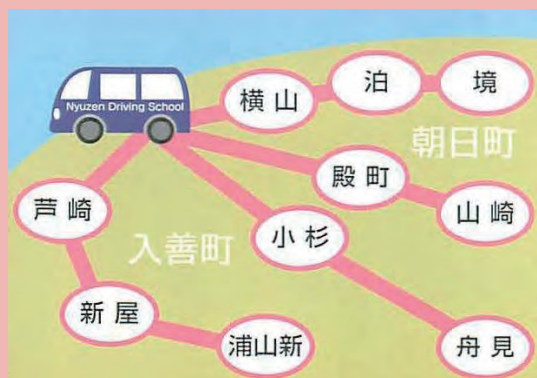 Nyuzen Driving School
横山
泊
境
朝日町
殿町
山崎
芦崎
小杉
入善町
新屋
浦山新
舟見